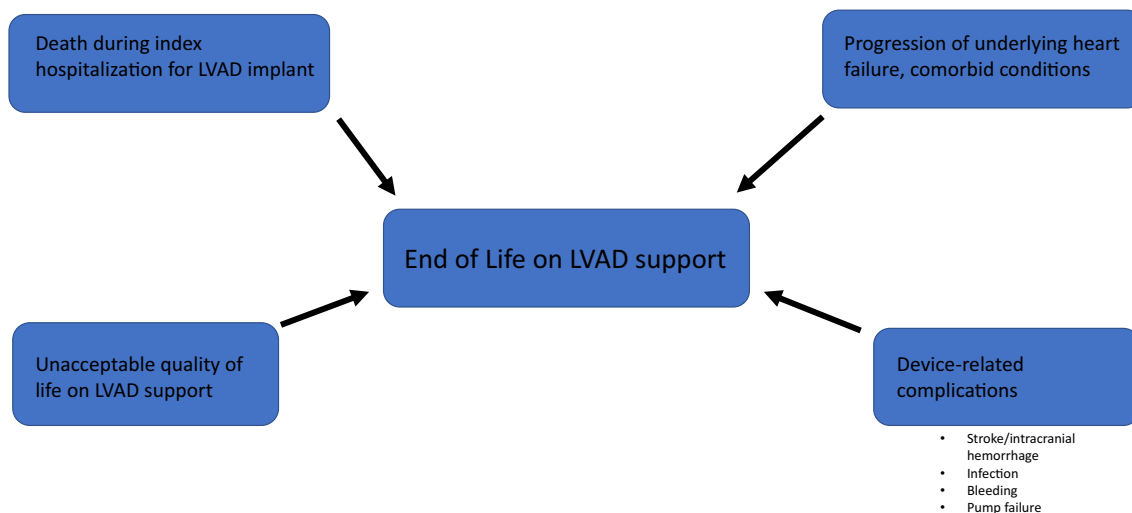 Death during index
hospitalization for LVAD implant
Progression of underlying heart
failure, comorbid conditions
End of Life on LVAD support
Unacceptable quality of
life on LVAD support
Device-related
complications
• Stroke/intracranial
hemorrhage
• Infection
• Bleeding
• Pump failure